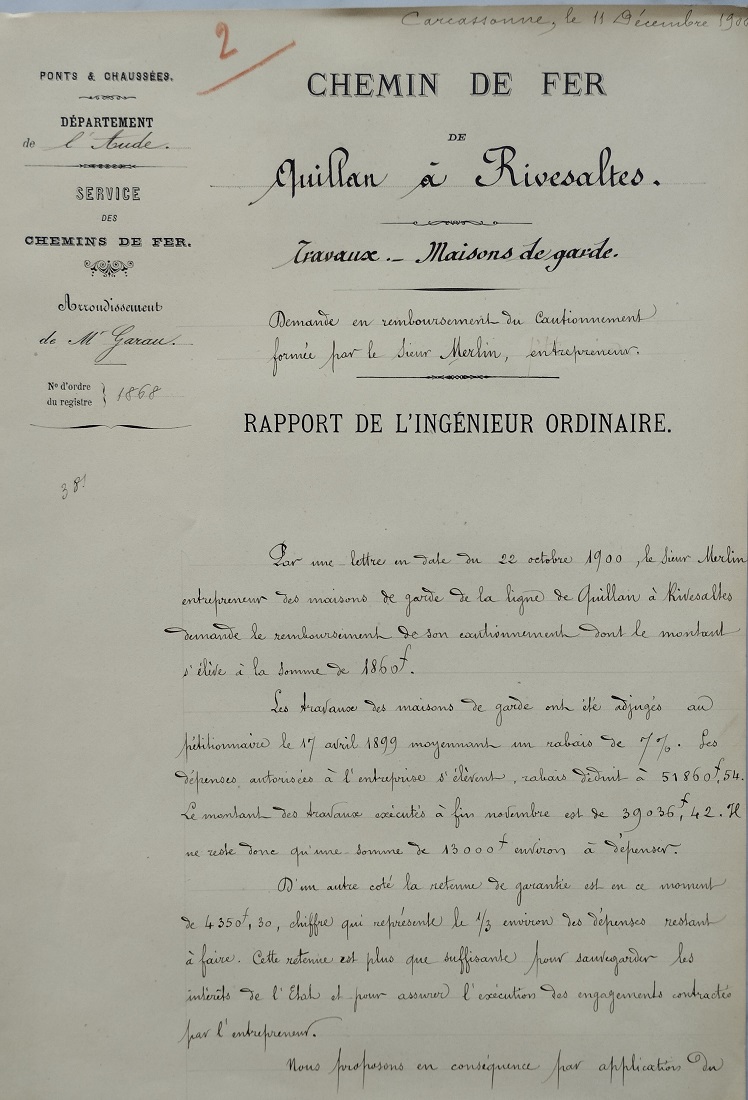 Carcassonne, le 11 Décembre 1900
2
PONTS & CHAUSSÉES.
DÉPARTEMENT
de l'Aude.
SERVICE
DES
CHEMINS DE FER.
Arrondissement
de Mr Garau.
No d'ordre
du registre } 1868
381
CHEMIN DE FER
DE
Quillan à Rivesaltes.
Travaux. - Maisons de garde.
Demande en remboursement du Cautionnement
formée par le Sieur Merlin, entrepreneur.
RAPPORT DE L'INGÉNIEUR ORDINAIRE.
Par une lettre en date du 22 octobre 1900, le sieur Merlin
entrepreneur des maisons de garde de la ligne de Quillan à Rivesaltes
demande le remboursement de son cautionnement dont le montant
s'élève à la somme de 1860f.
Les travaux des maisons de garde ont été adjugés au
pétitionnaire le 17 avril 1899 moyennant un rabais de 7%. Les
dépenses autorisées à l'entreprise s'élèvent, rabais déduit à 51860f,54.
Le montant des travaux exécutés à fin novembre est de 39036f,42. Il
ne reste donc qu'une somme de 13000f environ à dépenser.
D'un autre coté la retenue de garantie est en ce moment
de 4350f,30, chiffre qui représente le 1/3 environ des dépenses restant
à faire. Cette retenue est plus que suffisante pour sauvegarder les
intérêts de l'Etat et pour assurer l'exécution des engagements contractés
par l'entrepreneur.
Nous proposons en conséquence par application du